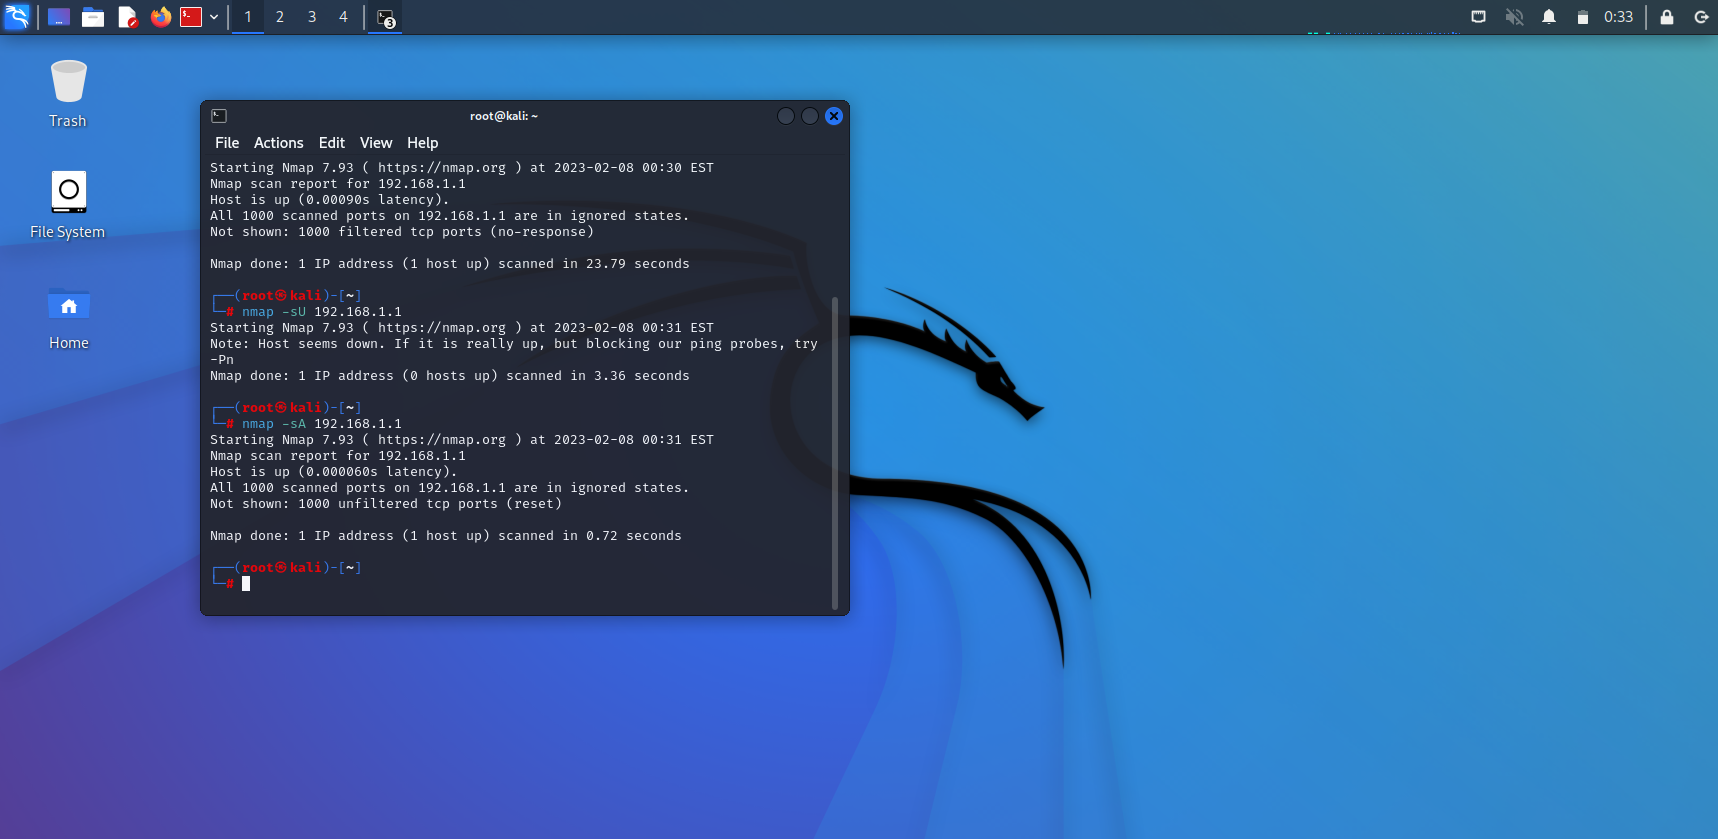 1 2 3 4 3 0:33
Trash
File System
Home
root@kali: ~
File Actions Edit View Help
Starting Nmap 7.93 ( https://nmap.org ) at 2023-02-08 00:30 EST
Nmap scan report for 192.168.1.1
Host is up (0.00090s latency).
All 1000 scanned ports on 192.168.1.1 are in ignored states.
Not shown: 1000 filtered tcp ports (no-response)
Nmap done: 1 IP address (1 host up) scanned in 23.79 seconds
┌──(root㉿kali)-[~]
└─# nmap -sU 192.168.1.1
Starting Nmap 7.93 ( https://nmap.org ) at 2023-02-08 00:31 EST
Note: Host seems down. If it is really up, but blocking our ping probes, try
-Pn
Nmap done: 1 IP address (0 hosts up) scanned in 3.36 seconds
┌──(root㉿kali)-[~]
└─# nmap -sA 192.168.1.1
Starting Nmap 7.93 ( https://nmap.org ) at 2023-02-08 00:31 EST
Nmap scan report for 192.168.1.1
Host is up (0.000060s latency).
All 1000 scanned ports on 192.168.1.1 are in ignored states.
Not shown: 1000 unfiltered tcp ports (reset)
Nmap done: 1 IP address (1 host up) scanned in 0.72 seconds
┌──(root㉿kali)-[~]
└─#